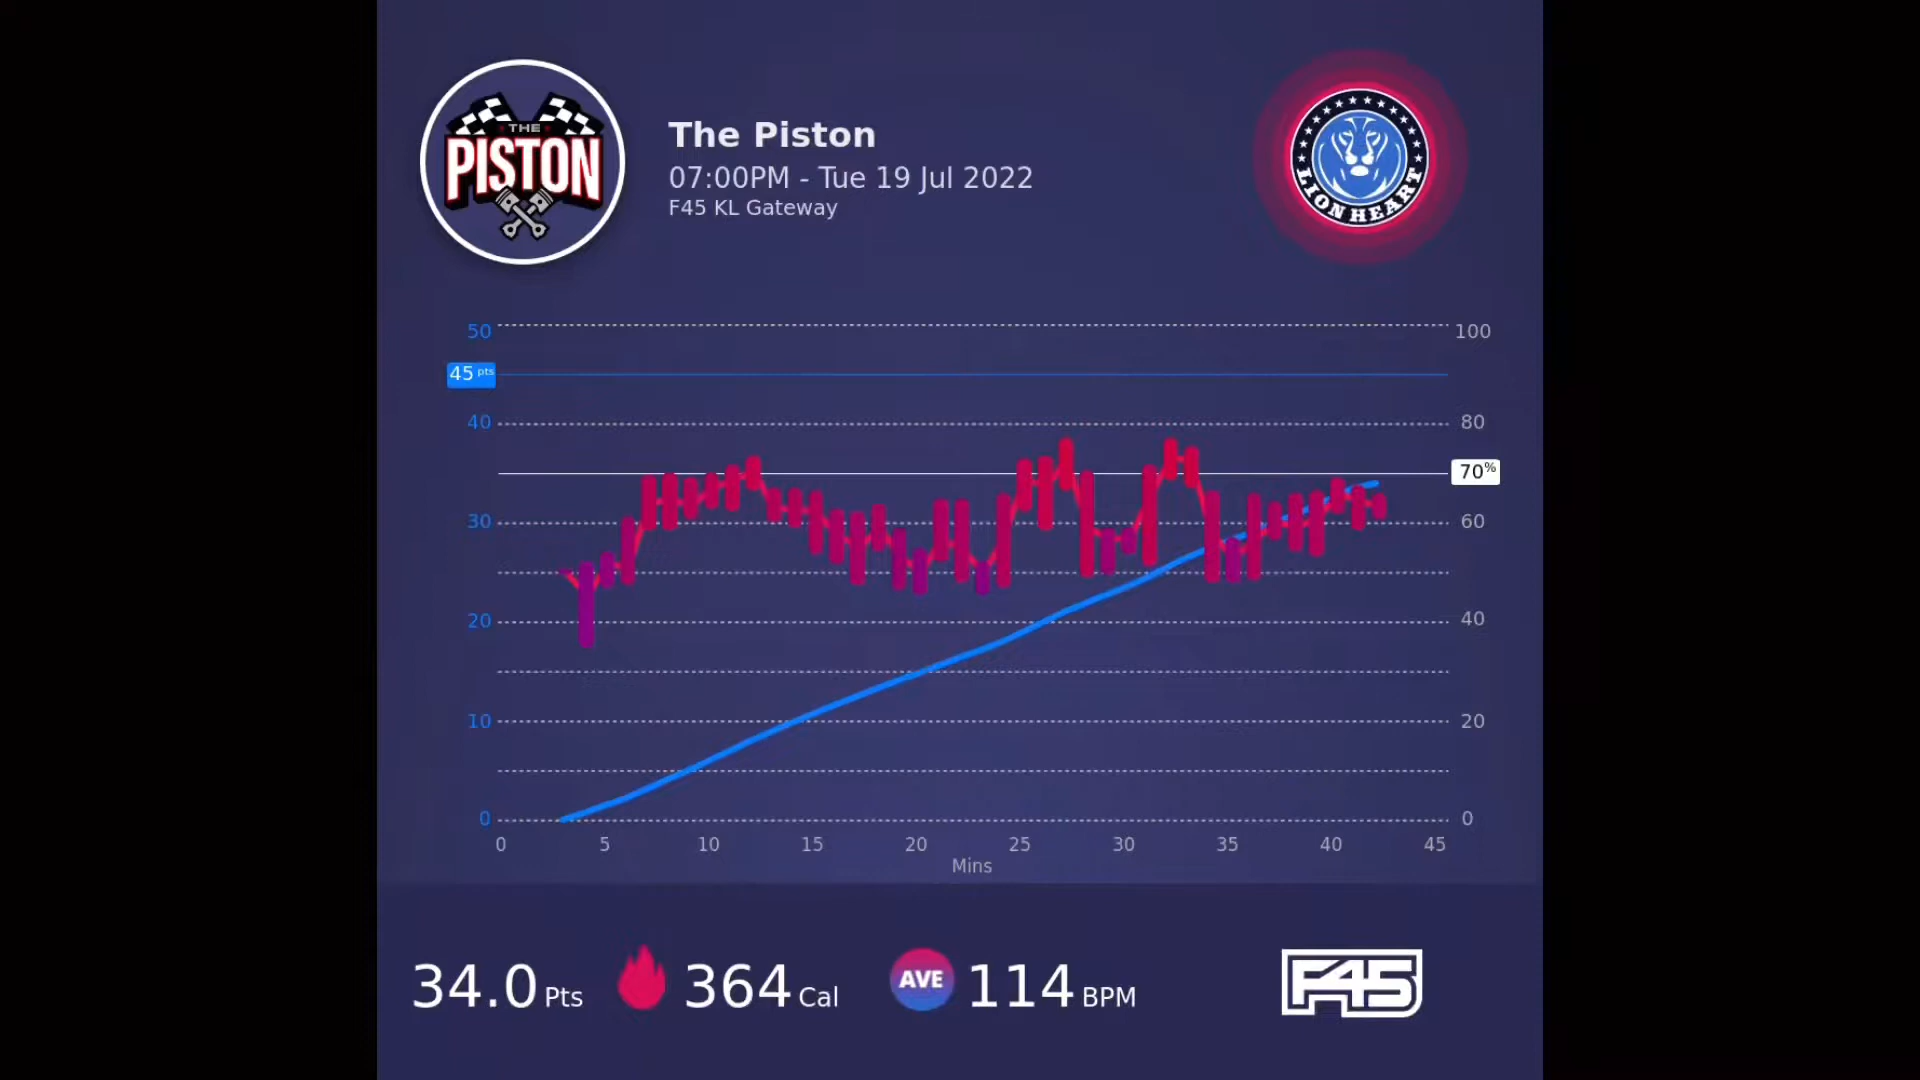 THE
PISTON
The Piston
07:00PM - Tue 19 Jul 2022
F45 KL Gateway
LIONHEART
50
100
45 pts
40
80
70%
30
60
20
40
10
20
0
0
0 5 10 15 20 25 30 35 40 45
Mins
34.0 Pts
364 Cal
AVE 114 BPM
F45